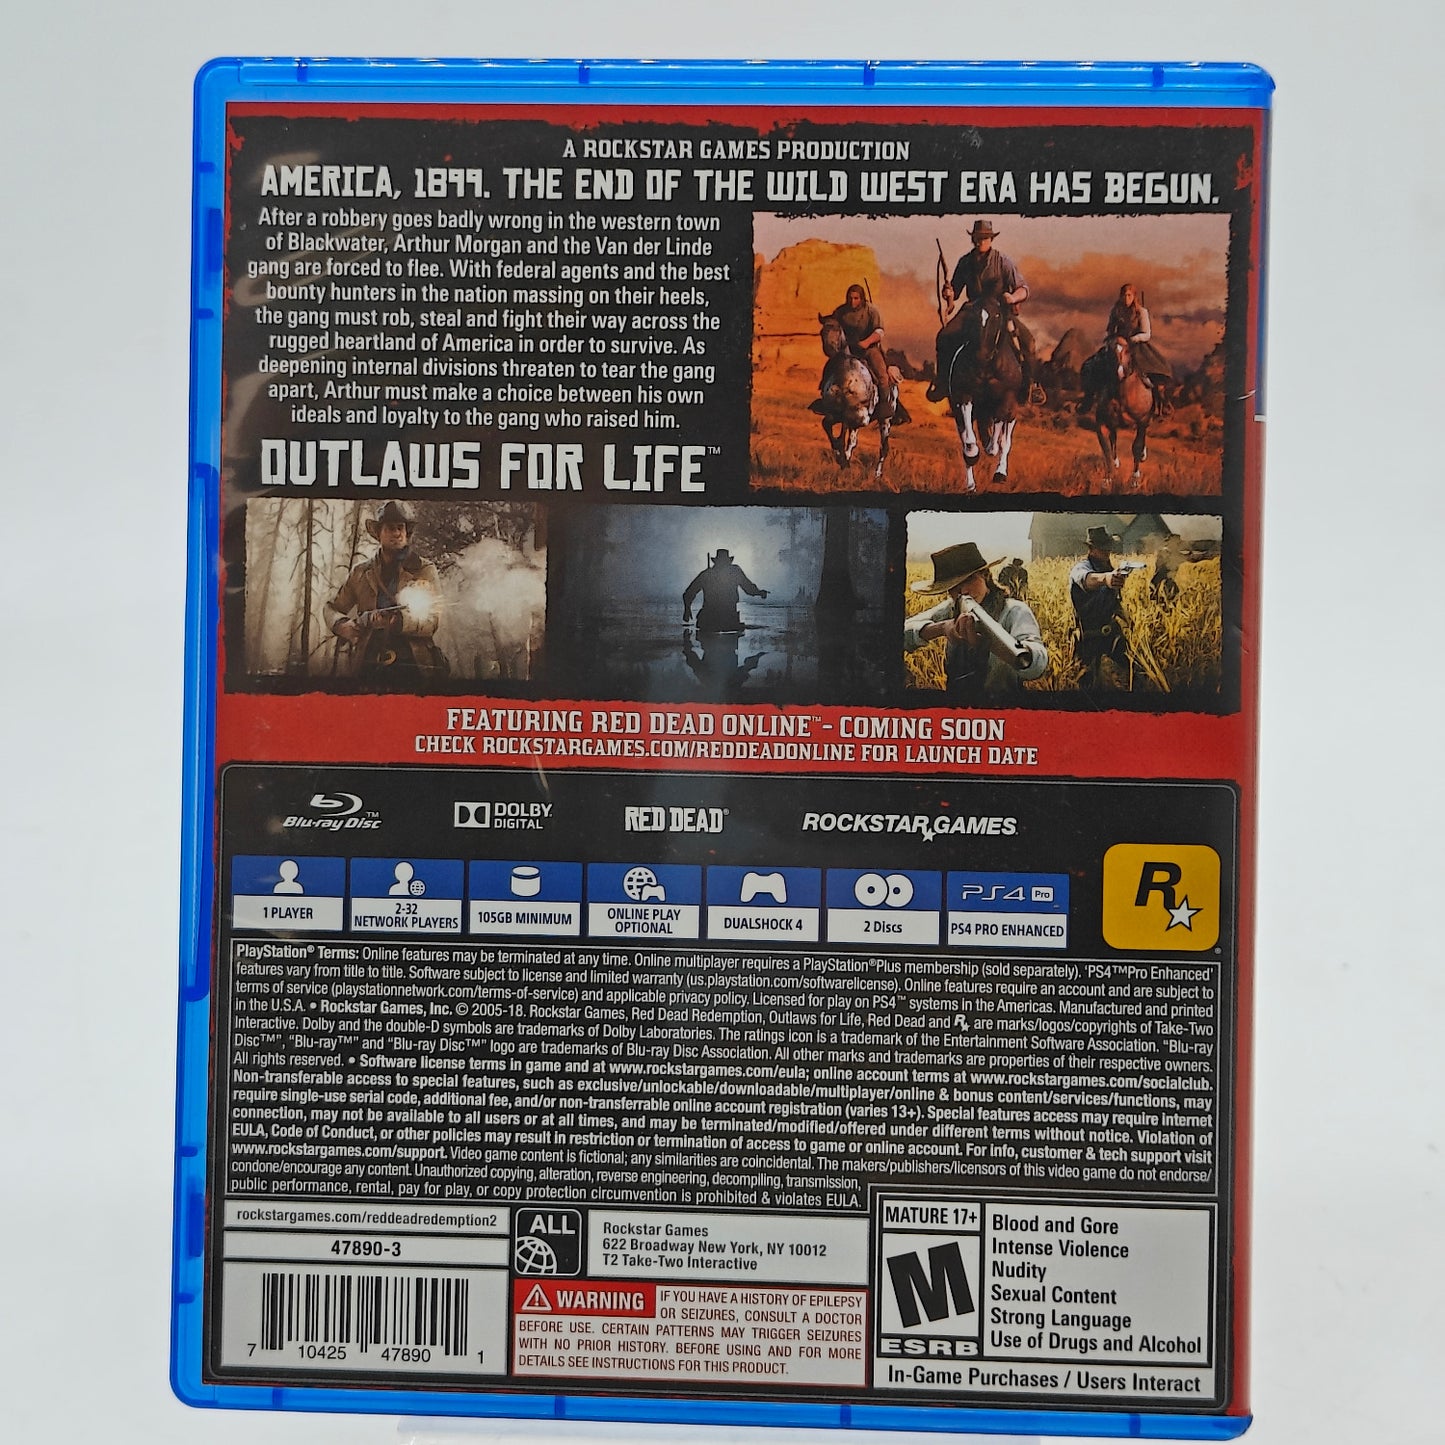 A ROCKSTAR GAMES PRODUCTION
AMERICA, 1899. THE END OF THE WILD WEST ERA HAS BEGUN.
After a robbery goes badly wrong in the western town
of Blackwater, Arthur Morgan and the Van der Linde
gang are forced to flee. With federal agents and the best
bounty hunters in the nation massing on their heels,
the gang must rob, steal and fight their way across the
rugged heartland of America in order to survive. As
deepening internal divisions threaten to tear the gang
apart, Arthur must make a choice between his own
ideals and loyalty to the gang who raised him.
OUTLAWS FOR LIFE™
FEATURING RED DEAD ONLINE™- COMING SOON
CHECK ROCKSTARGAMES.COM/REDDEADONLINE FOR LAUNCH DATE
Blu-ray Disc™
DOLBY
DIGITAL
RED DEAD®
ROCKSTAR GAMES
1 PLAYER
2-32
NETWORK PLAYERS
105GB MINIMUM
ONLINE PLAY
OPTIONAL
DUALSHOCK 4
2 Discs
PS4 Pro
PS4 PRO ENHANCED
R ®
PlayStation® Terms: Online features may be terminated at any time. Online multiplayer requires a PlayStation®Plus membership (sold separately). 'PS4™Pro Enhanced'
features vary from title to title. Software subject to license and limited warranty (us.playstation.com/softwarelicense). Online features require an account and are subject to
terms of service (playstationnetwork.com/terms-of-service) and applicable privacy policy. Licensed for play on PS4™ systems in the Americas. Manufactured and printed
in the U.S.A. • Rockstar Games, Inc. © 2005-18. Rockstar Games, Red Dead Redemption, Outlaws for Life, Red Dead and R are marks/logos/copyrights of Take-Two
Interactive. Dolby and the double-D symbols are trademarks of Dolby Laboratories. The ratings icon is a trademark of the Entertainment Software Association. "Blu-ray
Disc™", "Blu-ray™" and "Blu-ray Disc™" logo are trademarks of Blu-ray Disc Association. All other marks and trademarks are properties of their respective owners.
All rights reserved. • Software license terms in game and at www.rockstargames.com/eula; online account terms at www.rockstargames.com/socialclub.
Non-transferable access to special features, such as exclusive/unlockable/downloadable/multiplayer/online & bonus content/services/functions, may
require single-use serial code, additional fee, and/or non-transferrable online account registration (varies 13+). Special features access may require internet
connection, may not be available to all users or at all times, and may be terminated/modified/offered under different terms without notice. Violation of
EULA, Code of Conduct, or other policies may result in restriction or termination of access to game or online account. For info, customer & tech support visit
www.rockstargames.com/support. Video game content is fictional; any similarities are coincidental. The makers/publishers/licensors of this video game do not endorse/
condone/encourage any content. Unauthorized copying, alteration, reverse engineering, decompiling, transmission,
public performance, rental, pay for play, or copy protection circumvention is prohibited & violates EULA.
rockstargames.com/reddeadredemption2
47890-3
7 10425 47890 1
ALL
Rockstar Games
622 Broadway New York, NY 10012
T2 Take-Two Interactive
WARNING IF YOU HAVE A HISTORY OF EPILEPSY
OR SEIZURES, CONSULT A DOCTOR
BEFORE USE. CERTAIN PATTERNS MAY TRIGGER SEIZURES
WITH NO PRIOR HISTORY. BEFORE USING AND FOR MORE
DETAILS SEE INSTRUCTIONS FOR THIS PRODUCT.
MATURE 17+
M
ESRB
Blood and Gore
Intense Violence
Nudity
Sexual Content
Strong Language
Use of Drugs and Alcohol
In-Game Purchases / Users Interact